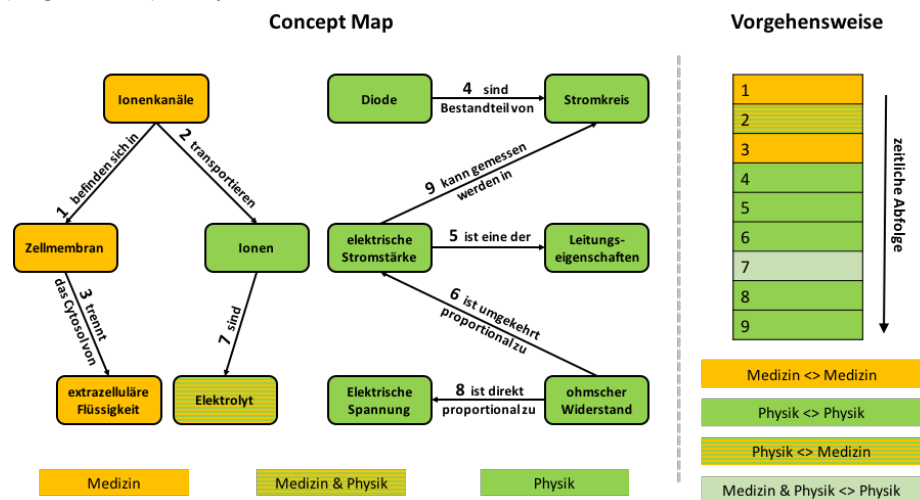 Concept Map
Vorgehensweise
Ionenkanäle
Diode
4 sind
Bestandteil von
Stromkreis
1 befinden sich in
2 transportieren
9 kann gemessen
werden in
Zellmembran
Ionen
elektrische
Stromstärke
5 ist eine der
Leitungs-
eigenschaften
3 trennt
das Cytosol von
7 sind
6 ist umgekehrt
proportional zu
extrazelluläre
Flüssigkeit
Elektrolyt
Elektrische
Spannung
8 ist direkt
proportional zu
ohmscher
Widerstand
Medizin
Medizin & Physik
Physik
1
2
3
4
5
6
7
8
9
zeitliche Abfolge
Medizin <> Medizin
Physik <> Physik
Physik <> Medizin
Medizin & Physik <> Physik